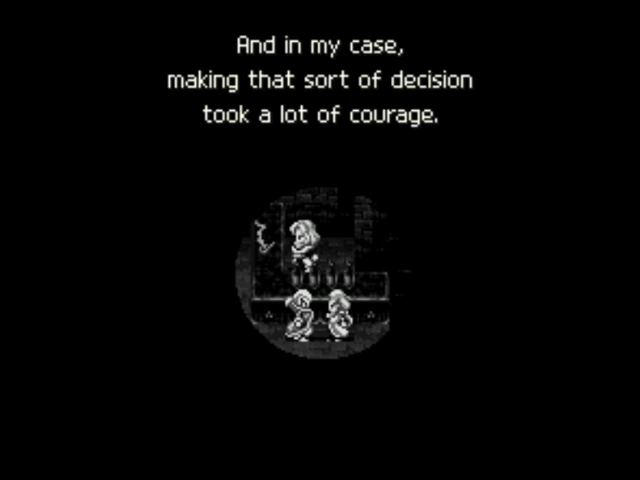 And in my case,
making that sort of decision
took a lot of courage.